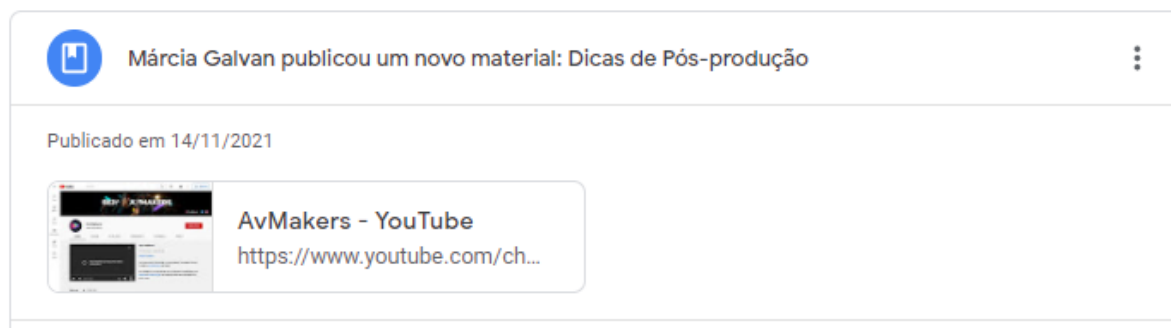 Márcia Galvan publicou um novo material: Dicas de Pós-produção
Publicado em 14/11/2021
AvMakers - YouTube
https://www.youtube.com/ch...